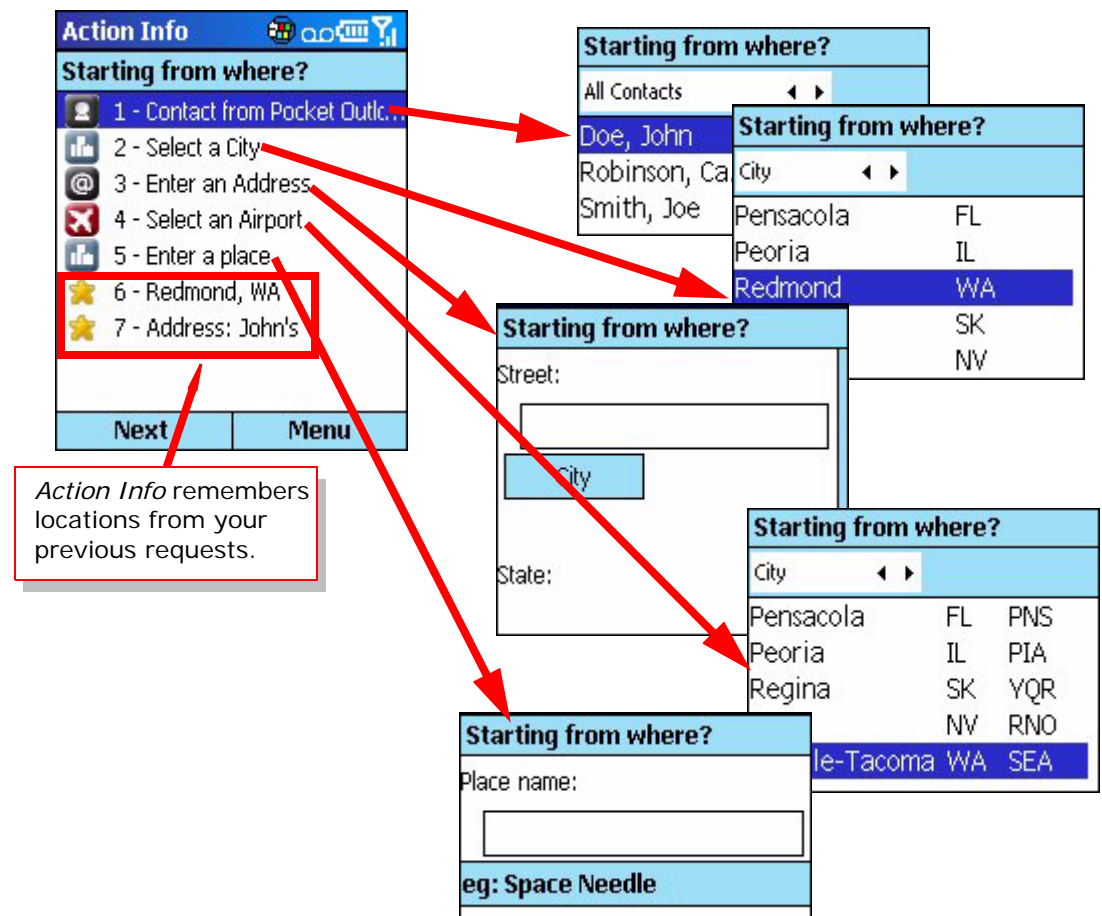 Action Info
Starting from where?
1 - Contact from Pocket Outlc...
2 - Select a City
3 - Enter an Address
4 - Select an Airport
5 - Enter a place
6 - Redmond, WA
7 - Address: John's
Next Menu
Action Info remembers
locations from your
previous requests.
Starting from where?
All Contacts
Doe, John
Robinson, Ca
Smith, Joe
Starting from where?
City
Pensacola FL
Peoria IL
Redmond WA
SK
NV
Starting from where?
Street:
City
State:
Starting from where?
City
Pensacola FL PNS
Peoria IL PIA
Regina SK YQR
NV RNO
le-Tacoma WA SEA
Starting from where?
Place name:
eg: Space Needle